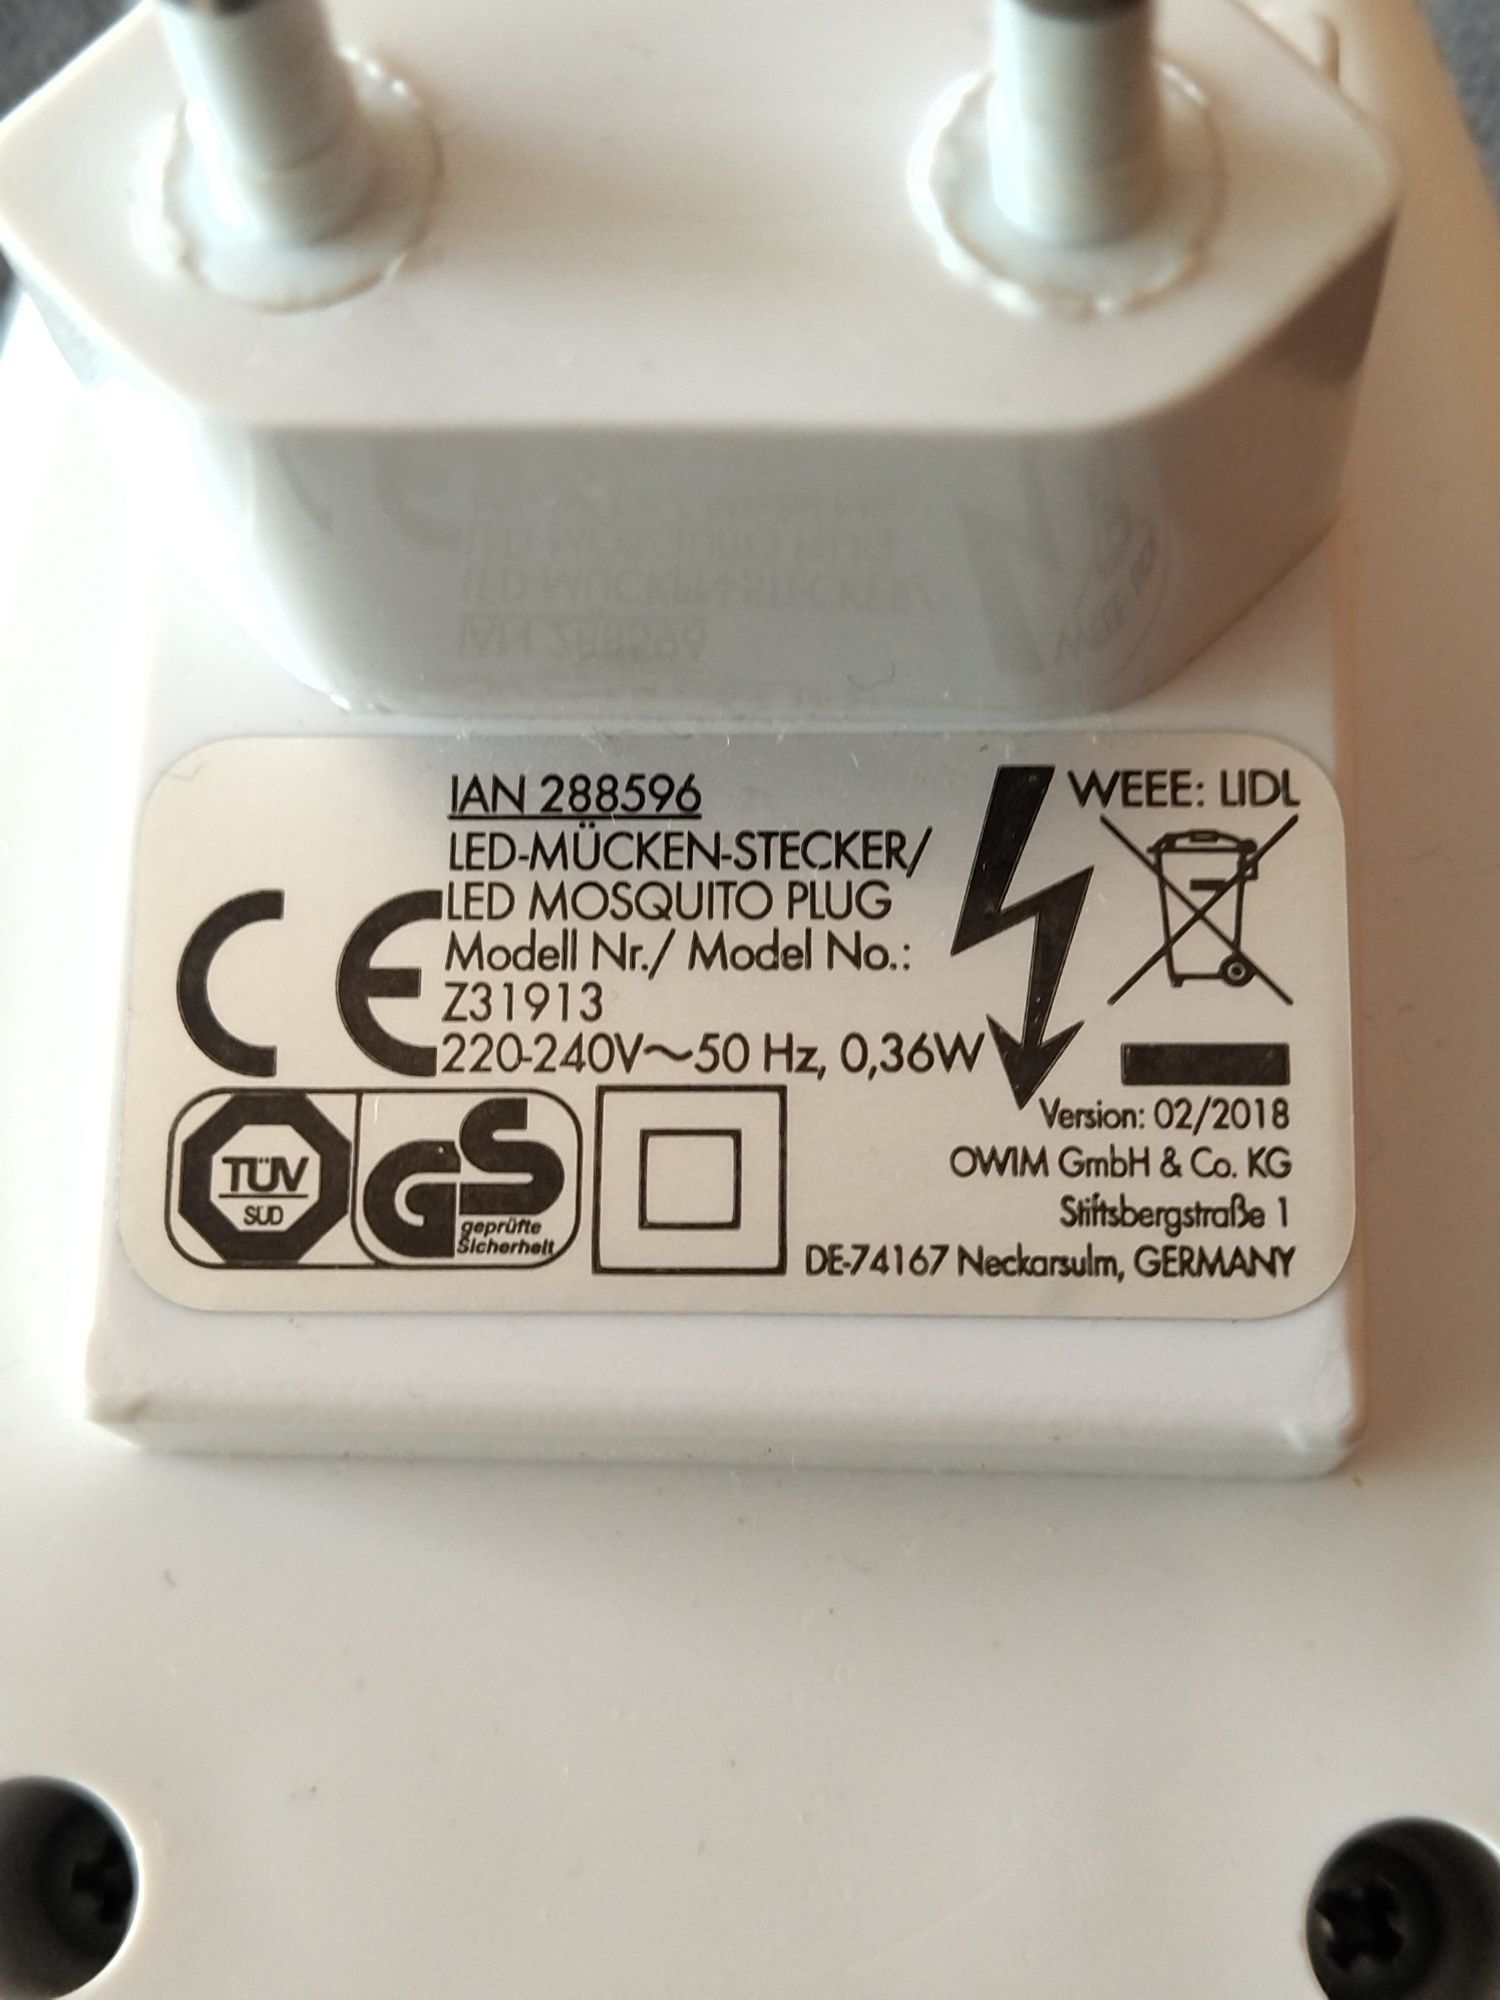 IAN 288596
LED-MÜCKEN-STECKER/
LED MOSQUITO PLUG
Modell Nr./ Model No.:
Z31913
220-240V~50 Hz, 0,36W
CE
WEEE: LIDL
TÜV
SÜD
GS
geprüfte
Sicherheit
Version: 02/2018
OWIM GmbH & Co. KG
Stiftsbergstraße 1
DE-74167 Neckarsulm, GERMANY